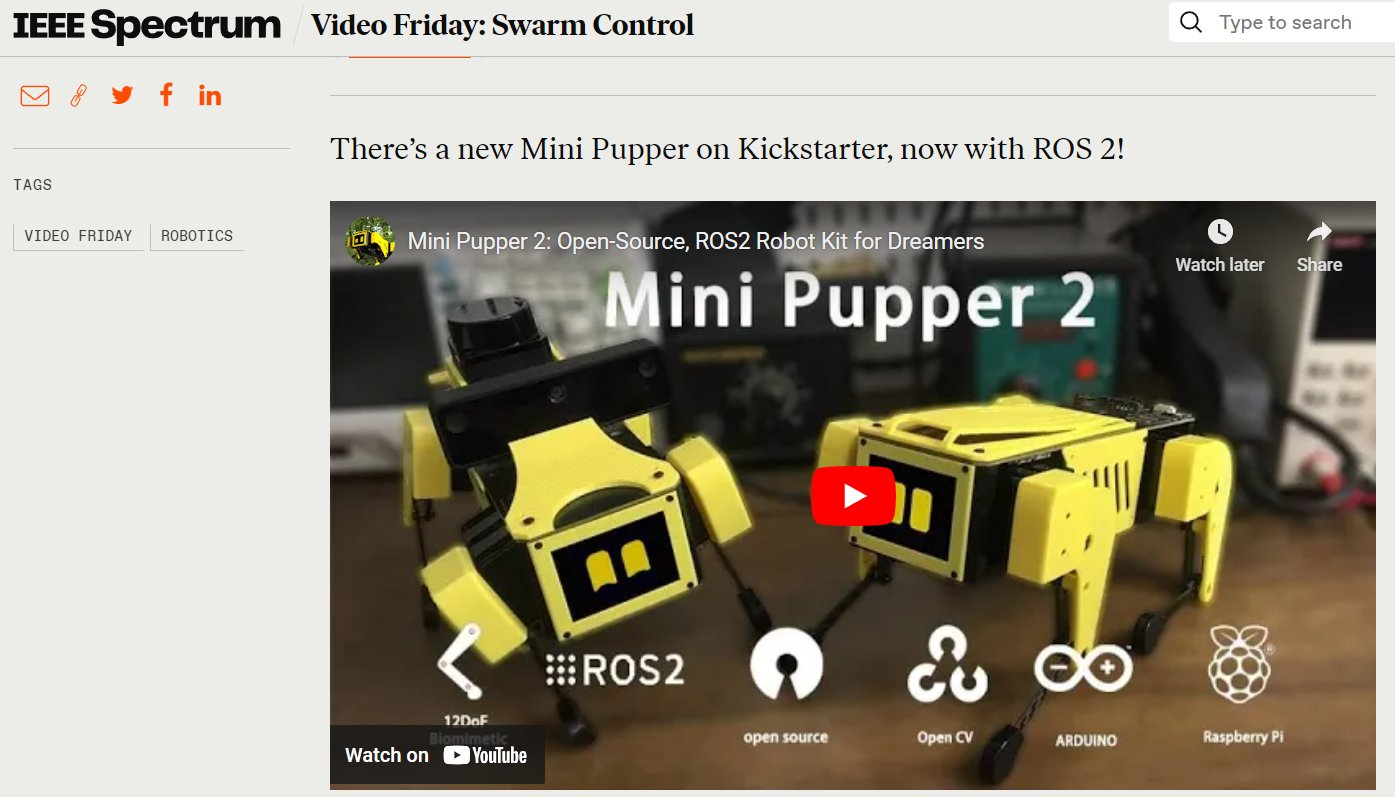 IEEE Spectrum / Video Friday: Swarm Control
Type to search
TAGS
VIDEO FRIDAY
ROBOTICS
There’s a new Mini Pupper on Kickstarter, now with ROS 2!
Mini Pupper 2: Open-Source, ROS2 Robot Kit for Dreamers
Watch later
Share
Mini Pupper 2
12DoF
Biomimetic
ROS2
open source
Open CV
ARDUINO
Raspberry Pi
Watch on YouTube